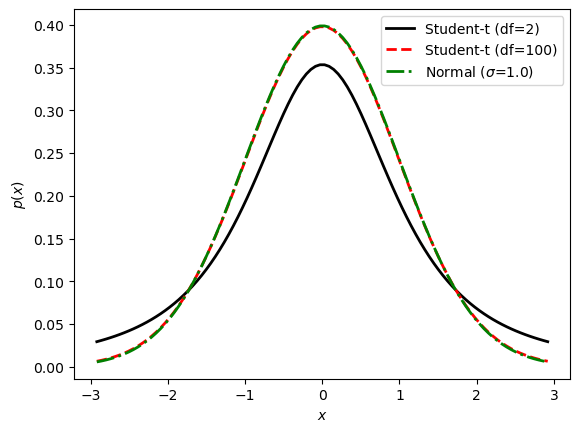 Student-t (df=2)
Student-t (df=100)
Normal (σ=1.0)
0.40
0.35
0.30
0.25
0.20
0.15
0.10
0.05
0.00
p(x)
−3 −2 −1 0 1 2 3
x